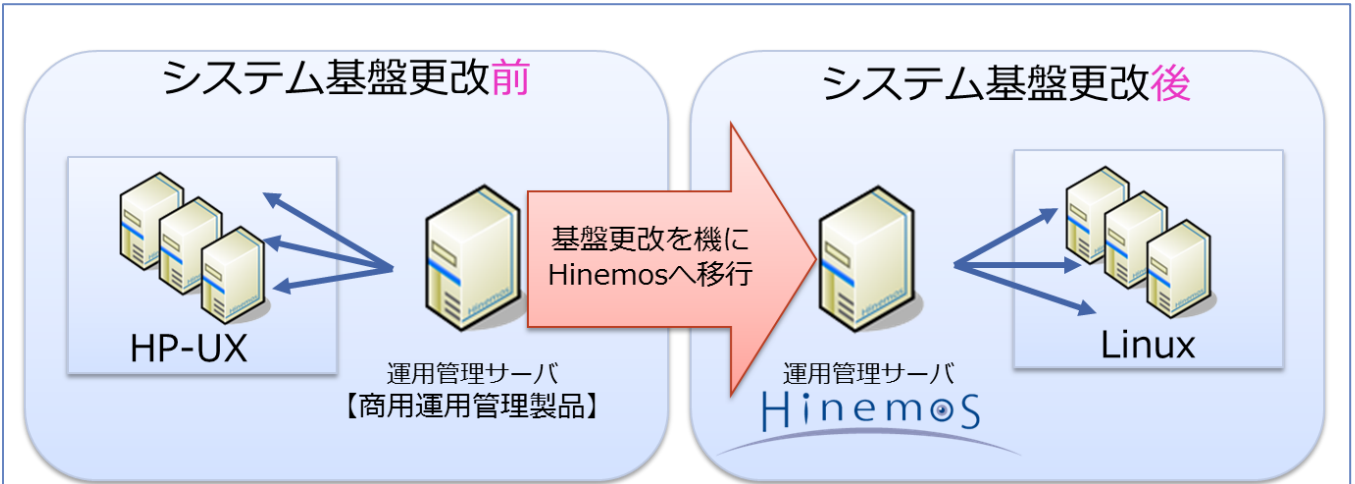 システム基盤更改前
HP-UX
運用管理サーバ
【商用運用管理製品】
基盤更改を機に
Hinemosへ移行
システム基盤更改後
運用管理サーバ
Hinemos
Linux